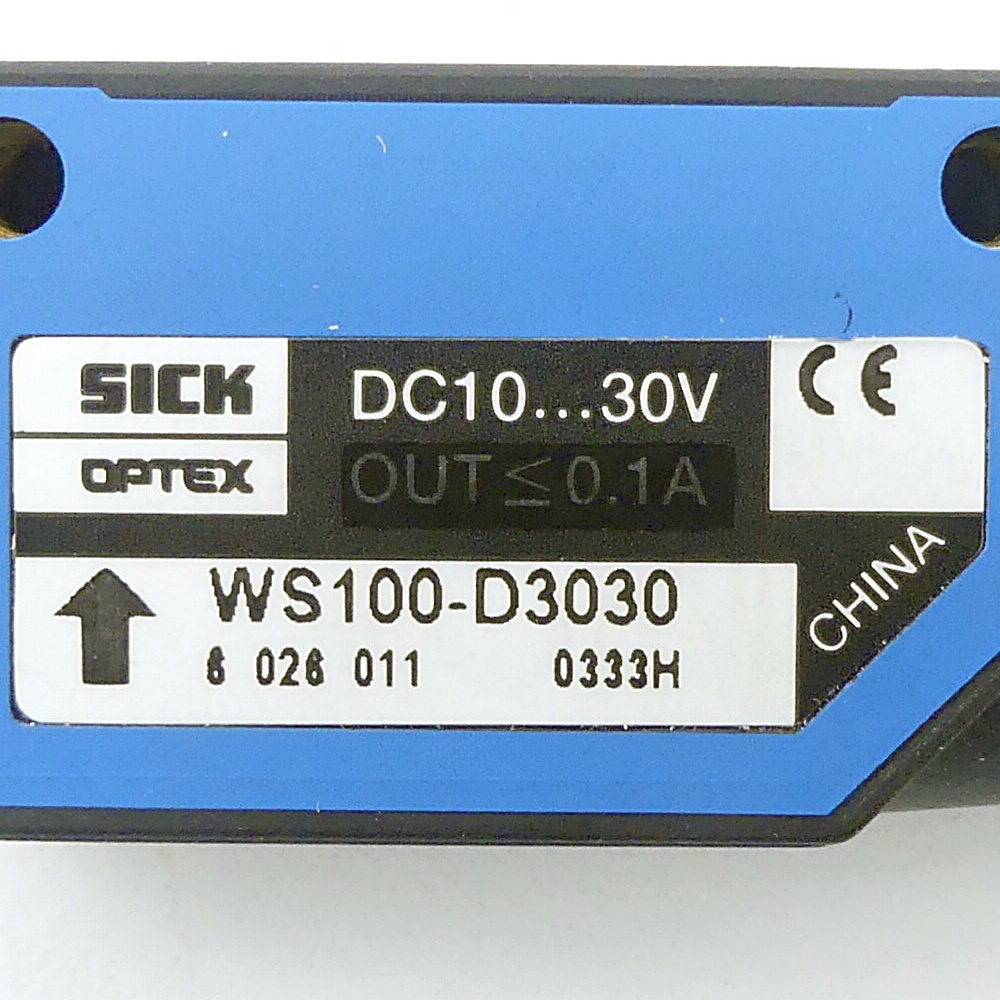 SICK
OPTEX
DC10...30V
OUT ≤ 0.1A
CE
CHINA
WS100-D3030
6 026 011 0333H